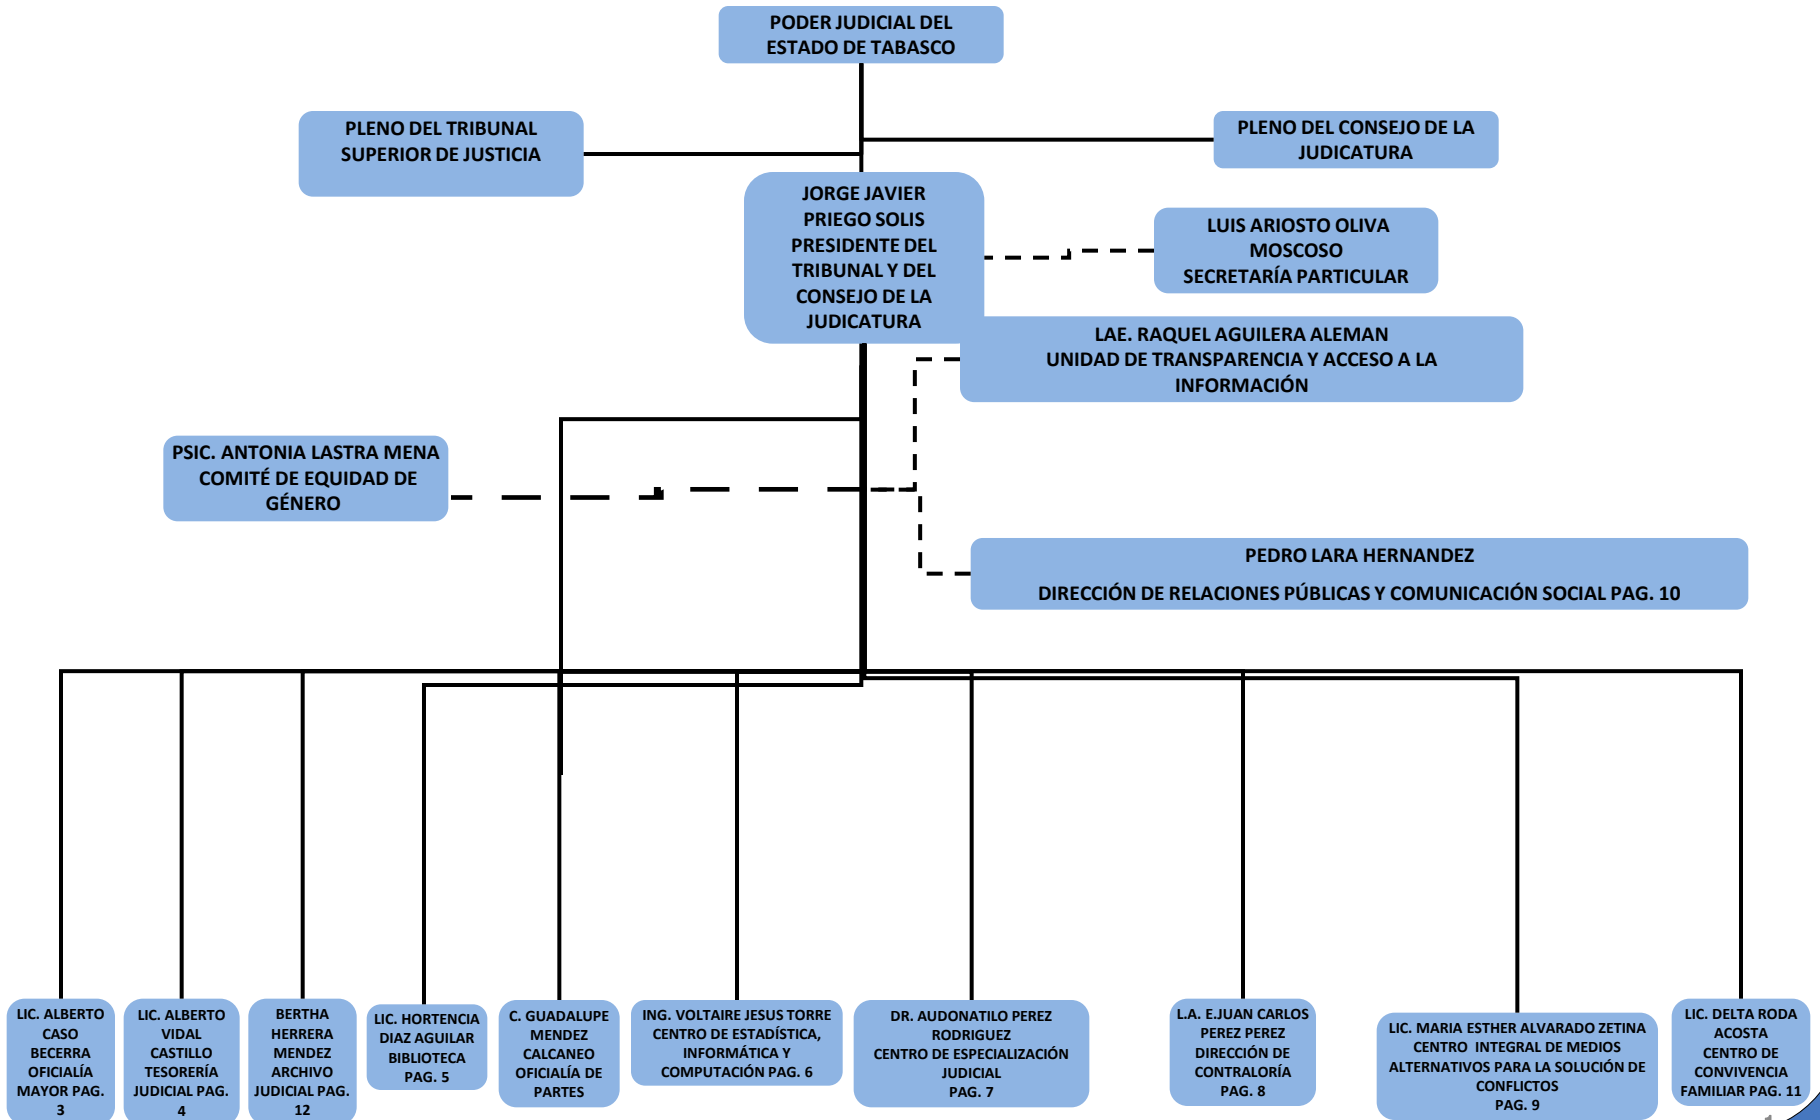 PODER JUDICIAL DEL
ESTADO DE TABASCO
PLENO DEL TRIBUNAL
SUPERIOR DE JUSTICIA
PLENO DEL CONSEJO DE LA
JUDICATURA
JORGE JAVIER
PRIEGO SOLIS
PRESIDENTE DEL
TRIBUNAL Y DEL
CONSEJO DE LA
JUDICATURA
LUIS ARIOSTO OLIVA
MOSCOSO
SECRETARÍA PARTICULAR
LAE. RAQUEL AGUILERA ALEMAN
UNIDAD DE TRANSPARENCIA Y ACCESO A LA
INFORMACIÓN
PSIC. ANTONIA LASTRA MENA
COMITÉ DE EQUIDAD DE
GÉNERO
PEDRO LARA HERNANDEZ
DIRECCIÓN DE RELACIONES PÚBLICAS Y COMUNICACIÓN SOCIAL PAG. 10
LIC. ALBERTO
CASO
BECERRA
OFICIALÍA
MAYOR PAG.
3
LIC. ALBERTO
VIDAL
CASTILLO
TESORERÍA
JUDICIAL PAG.
4
BERTHA
HERRERA
MENDEZ
ARCHIVO
JUDICIAL PAG.
12
LIC. HORTENCIA
DIAZ AGUILAR
BIBLIOTECA
PAG. 5
C. GUADALUPE
MENDEZ
CALCANEO
OFICIALÍA DE
PARTES
ING. VOLTAIRE JESUS TORRE
CENTRO DE ESTADÍSTICA,
INFORMÁTICA Y
COMPUTACIÓN PAG. 6
DR. AUDONATILO PEREZ
RODRIGUEZ
CENTRO DE ESPECIALIZACIÓN
JUDICIAL
PAG. 7
L.A. EJUAN CARLOS
PEREZ PEREZ
DIRECCIÓN DE
CONTRALORÍA
PAG. 8
LIC. MARIA ESTHER ALVARADO ZETINA
CENTRO INTEGRAL DE MEDIOS
ALTERNATIVOS PARA LA SOLUCIÓN DE
CONFLICTOS
PAG. 9
LIC. DELTA RODA
ACOSTA
CENTRO DE
CONVIVENCIA
FAMILIAR PAG. 11